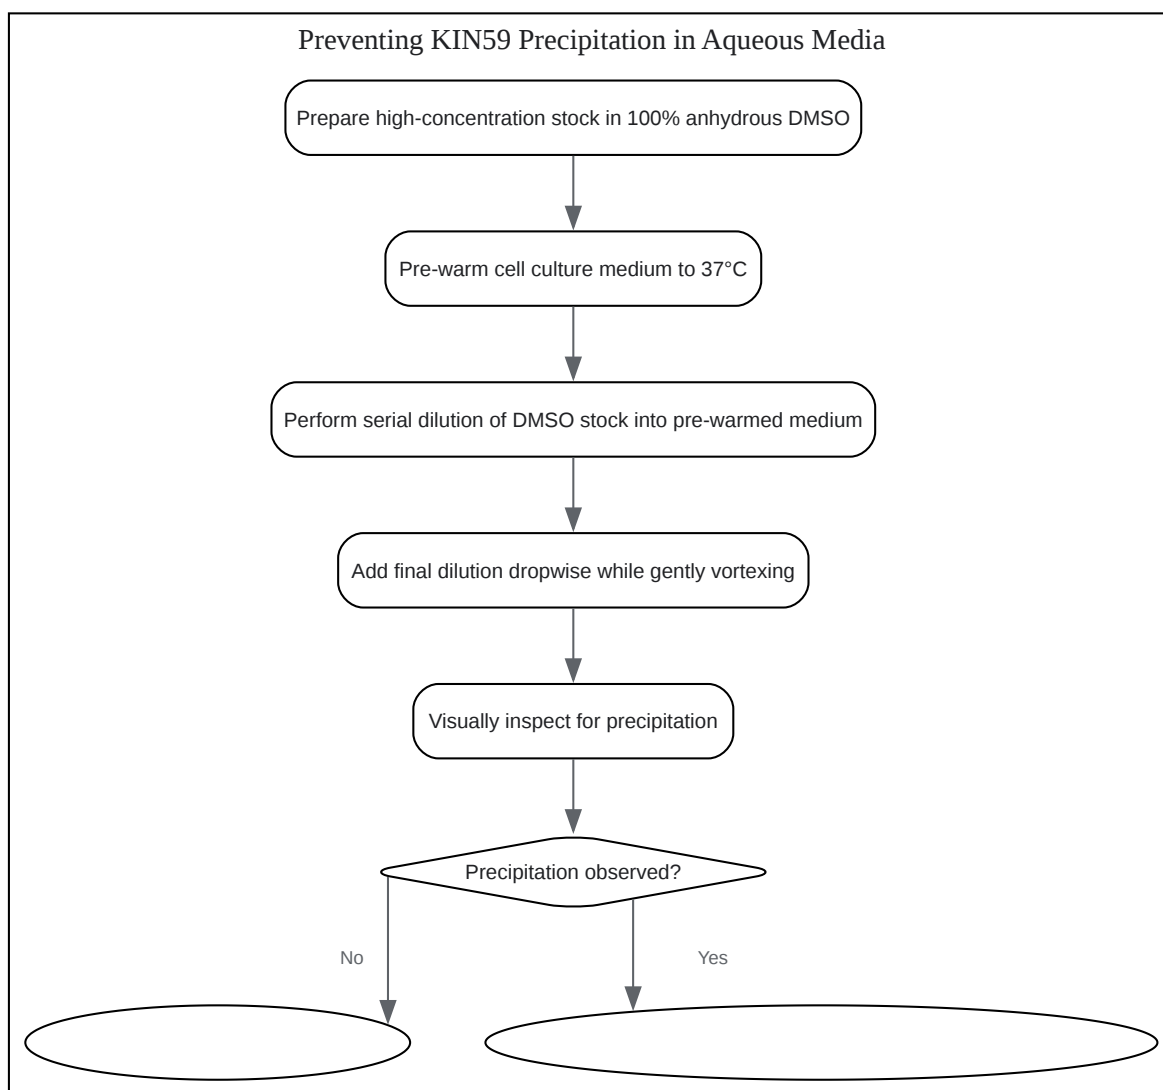 Preventing KIN59 Precipitation in Aqueous Media
Prepare high-concentration stock in 100% anhydrous DMSO
Pre-warm cell culture medium to 37°C
Perform serial dilution of DMSO stock into pre-warmed medium
Add final dilution dropwise while gently vortexing
Visually inspect for precipitation
Precipitation observed?
No
Yes